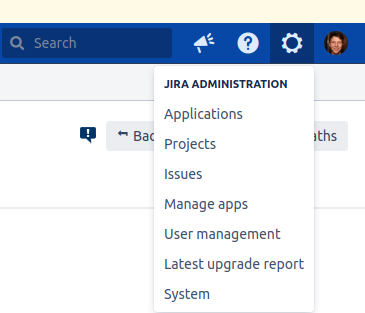 Search
JIRA ADMINISTRATION
Applications
Bac
aths
Projects
Issues
Manage apps
User management
Latest upgrade report
System